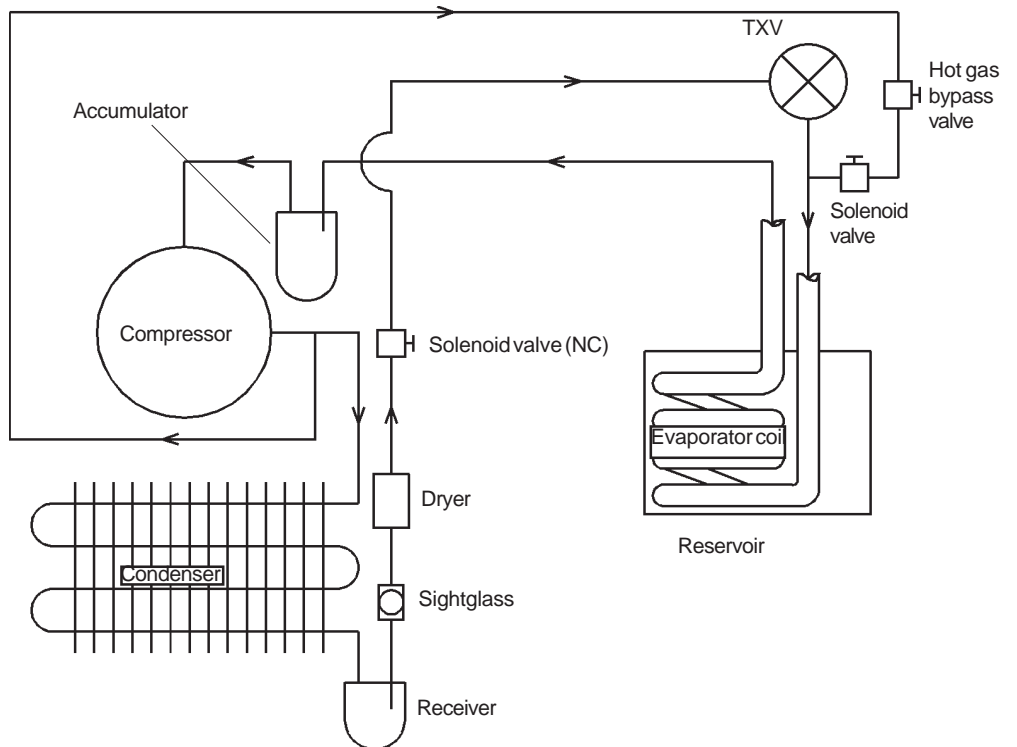 TXV
Hot gas
bypass
valve
Accumulator
Solenoid
valve
Compressor
Solenoid valve (NC)
Evaporator coil
Dryer
Reservoir
Condenser
Sightglass
Receiver